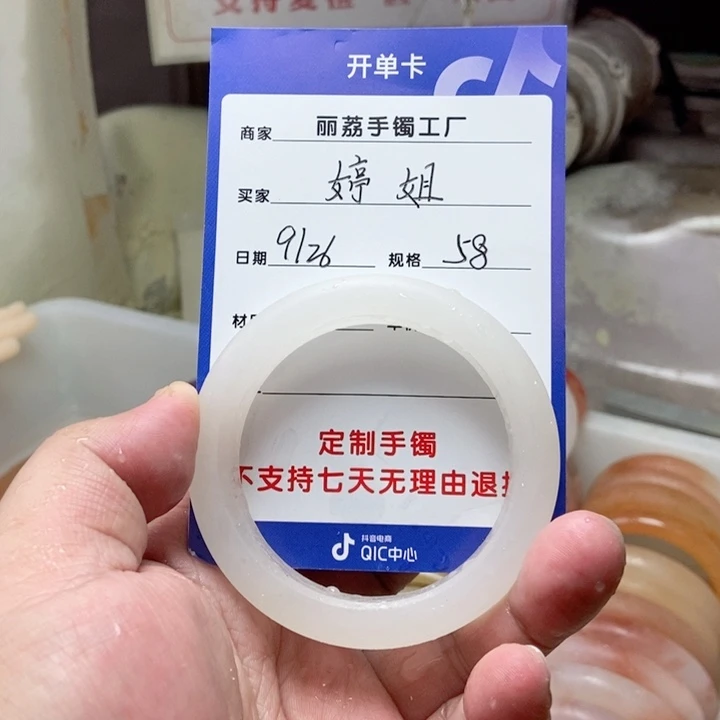 支持
开单卡
商家 丽荔手镯工厂
买家 婷姐
日期 9/26 规格 58
定制手镯
不支持七天无理由退
抖音电商
QIC中心